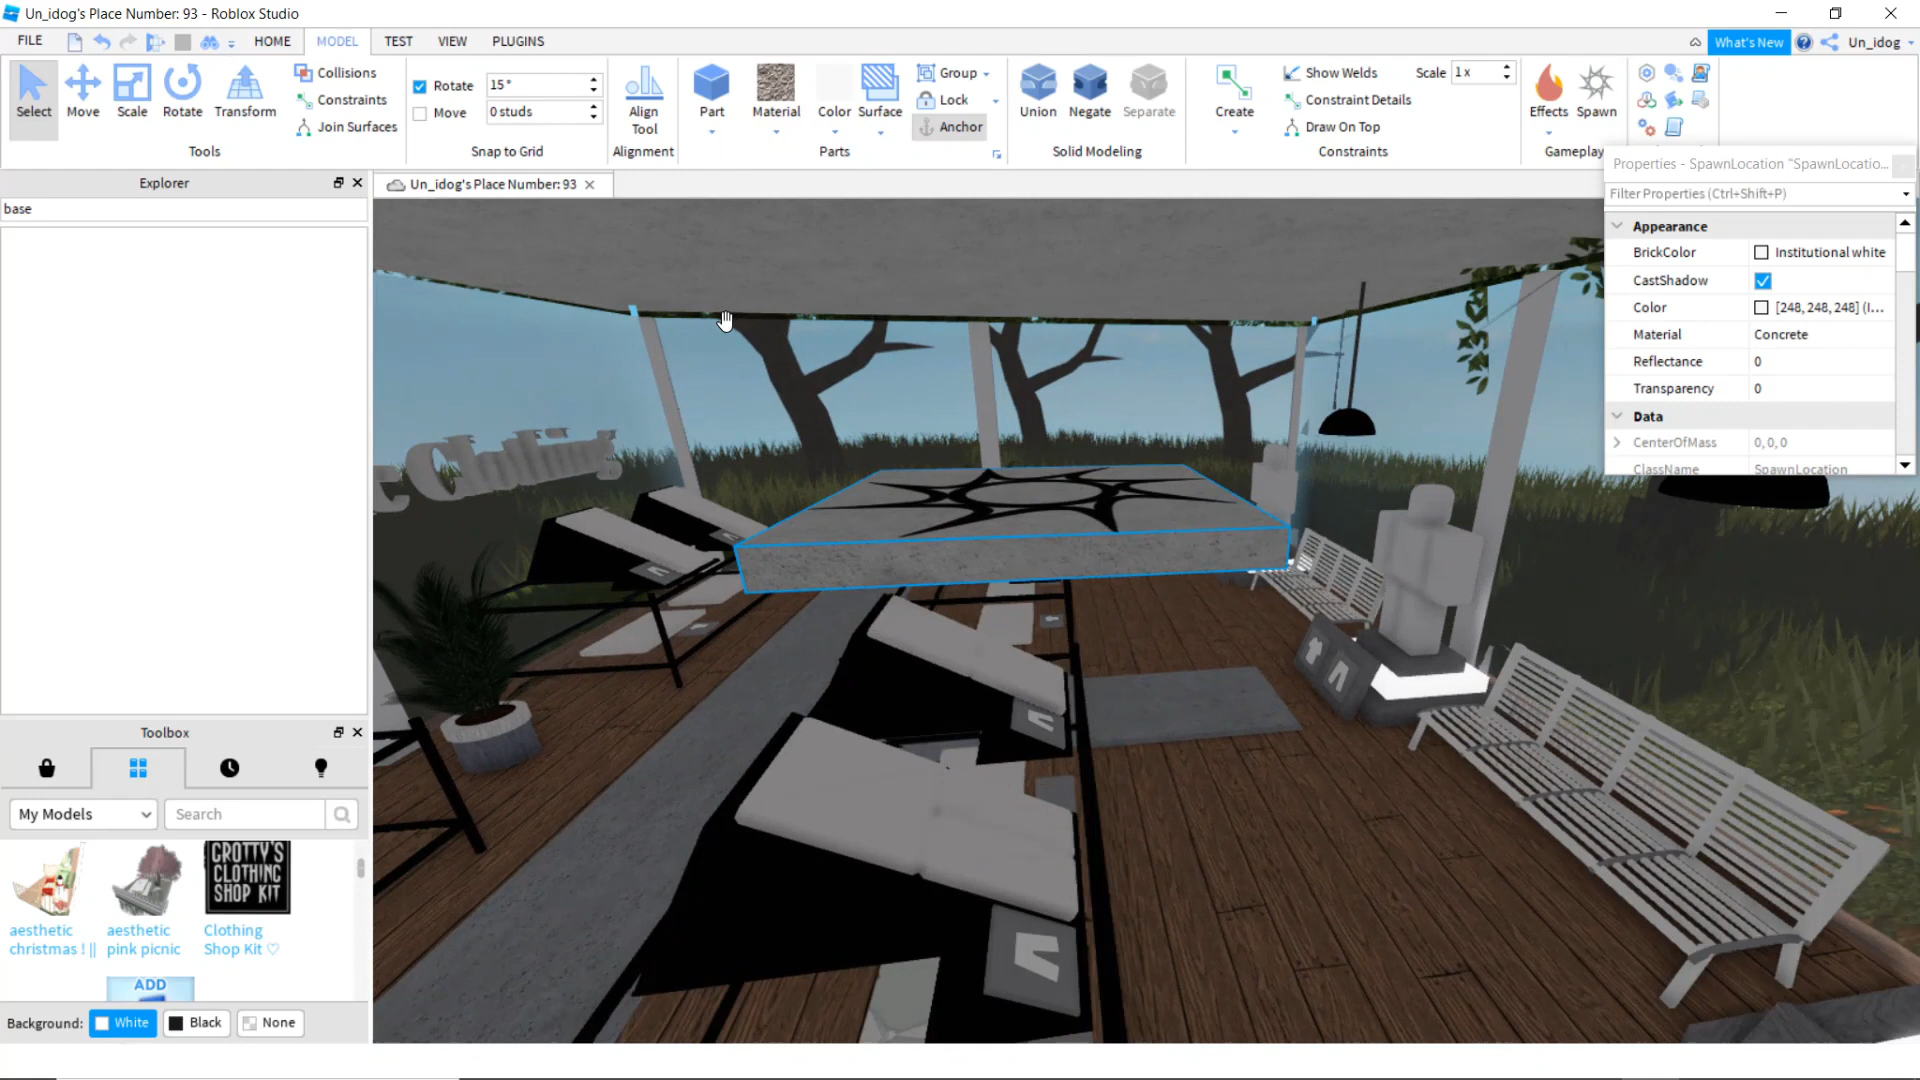 Un_idog's Place Number: 93 - Roblox Studio
FILE
HOME
MODEL
TEST
VIEW
PLUGINS
What's New
Un_idog
Select
Move
Scale
Rotate
Transform
Collisions
Constraints
Join Surfaces
Tools
Rotate
15°
Move
0 studs
Snap to Grid
Align
Tool
Alignment
Part
Material
Color
Surface
Group
Lock
Anchor
Parts
Union
Negate
Separate
Solid Modeling
Create
Show Welds
Scale
1 x
Constraint Details
Draw On Top
Constraints
Effects
Spawn
Gameplay
Explorer
base
Un_idog's Place Number: 93
Properties - SpawnLocation "SpawnLocatio...
Filter Properties (Ctrl+Shift+P)
Appearance
BrickColor
Institutional white
CastShadow
Color
[248, 248, 248] (I...
Material
Concrete
Reflectance
0
Transparency
0
Data
CenterOfMass
0, 0, 0
ClassName
SpawnLocation
c Clothing
Toolbox
My Models
Search
aesthetic
christmas ! ||
aesthetic
pink picnic
CROTTY'S
CLOTHING
SHOP KIT
Clothing
Shop Kit ♡
ADD
Background:
White
Black
None